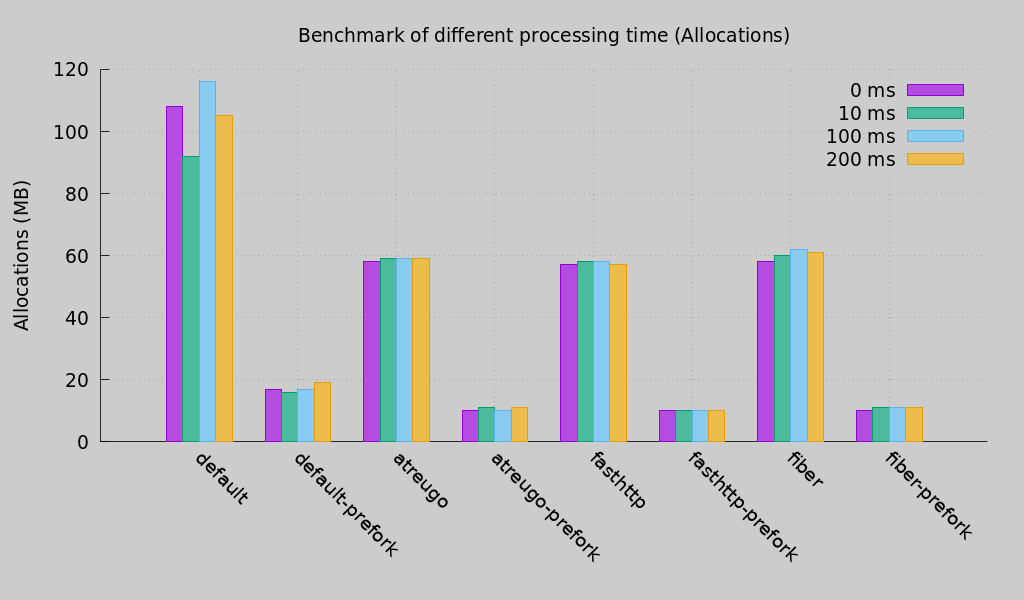 Benchmark of different processing time (Allocations)
Allocations (MB)
120
100
80
60
40
20
0
0 ms
10 ms
100 ms
200 ms
default
default-prefork
atreugo
atreugo-prefork
fasthttp
fasthttp-prefork
fiber
fiber-prefork